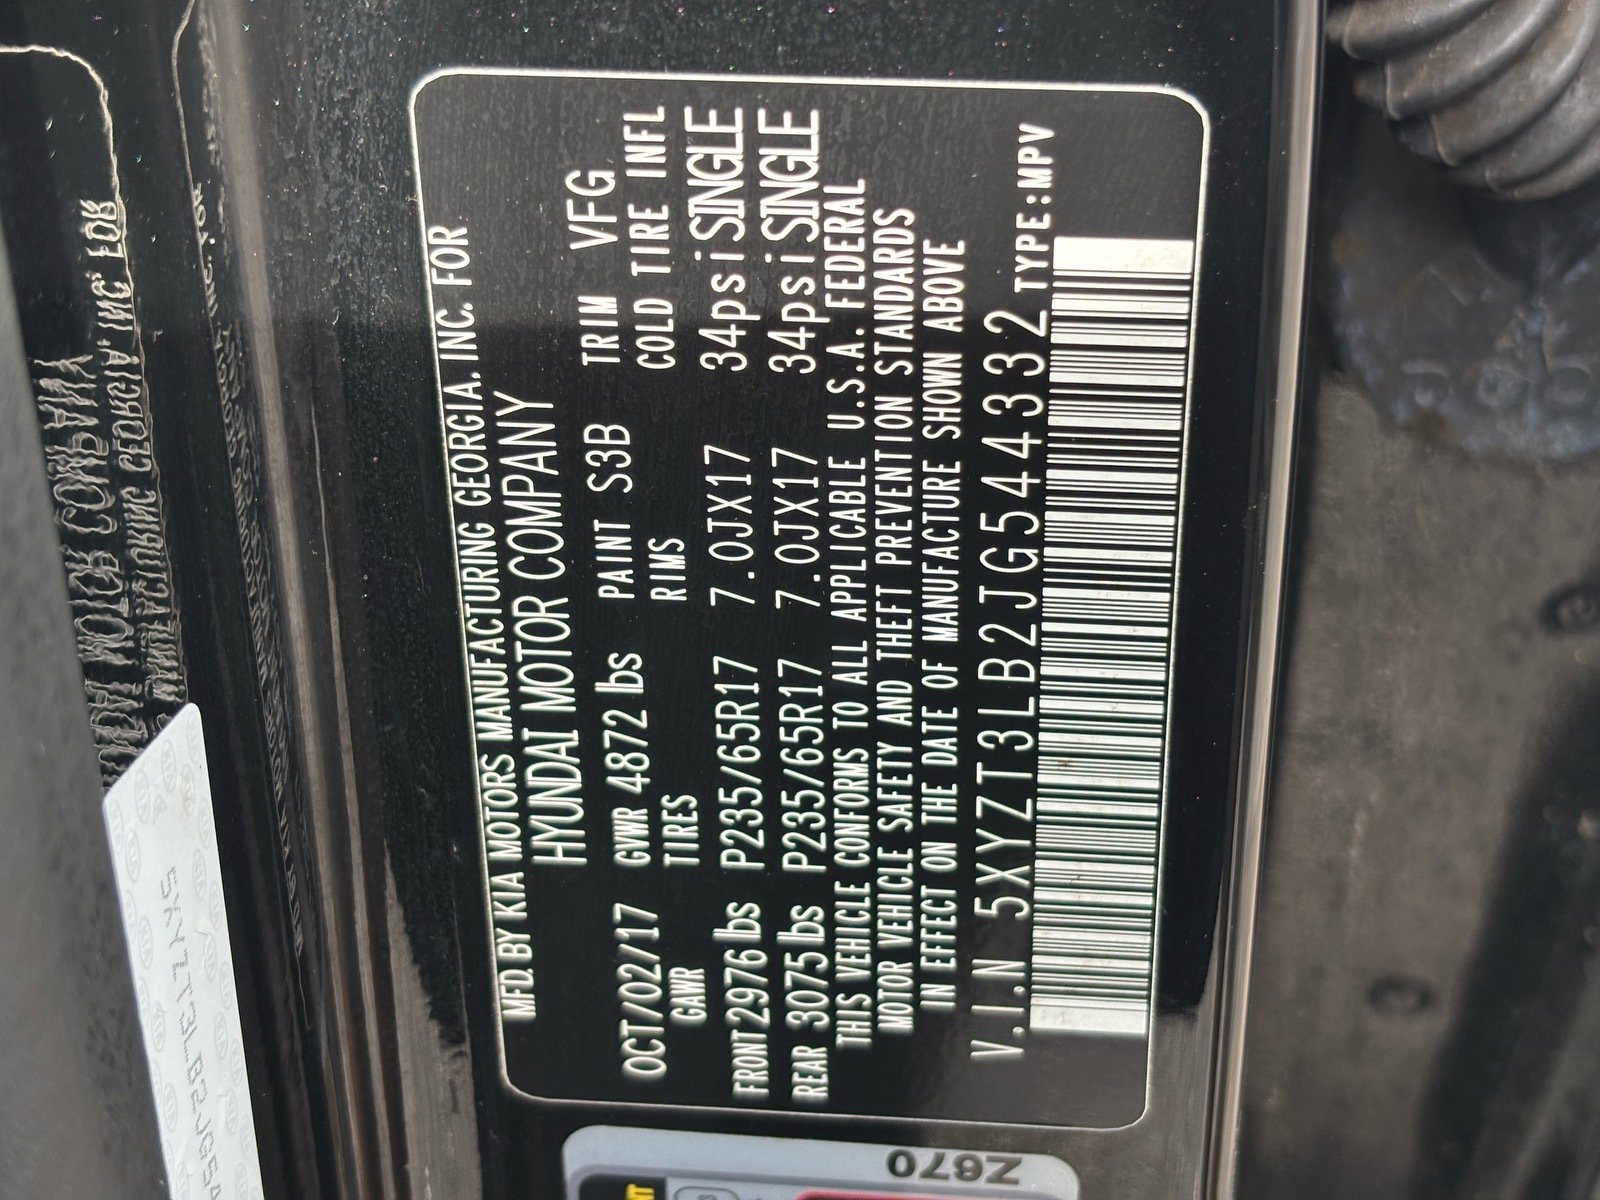 MFD. BY KIA MOTORS MANUFACTURING GEORGIA, INC. FOR
HYUNDAI MOTOR COMPANY
OCT/02/17 GVWR 4872 lbs PAINT S3B TRIM VFG
GAWR TIRES RIMS COLD TIRE INFL
FRONT 2976 lbs P235/65R17 7.0JX17 34psi SINGLE
REAR 3075 lbs P235/65R17 7.0JX17 34psi SINGLE
THIS VEHICLE CONFORMS TO ALL APPLICABLE U.S.A. FEDERAL
MOTOR VEHICLE SAFETY AND THEFT PREVENTION STANDARDS
IN EFFECT ON THE DATE OF MANUFACTURE SHOWN ABOVE
V.I.N 5XYZT3LB2JG544332 TYPE:MPV
Z670